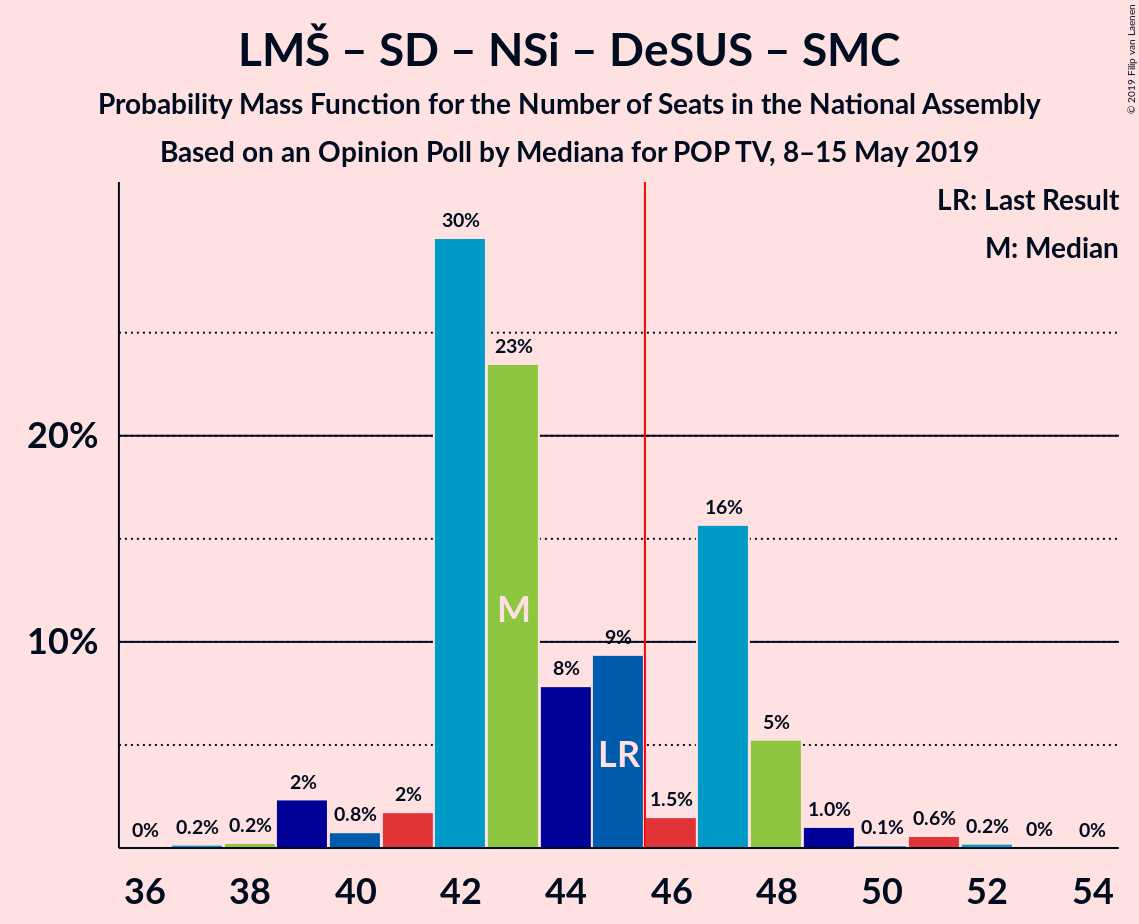 LMŠ – SD – NSi – DeSUS – SMC
Probability Mass Function for the Number of Seats in the National Assembly
Based on an Opinion Poll by Mediana for POP TV, 8–15 May 2019
© 2019 Filip van Laenen
LR: Last Result
M: Median
30%
23%
20%
16%
10%
9%
8%
5%
2%
2%
1.5%
1.0%
0.8%
0.6%
0%
0.2%
0.2%
0.1%
0.2%
0%
0%
M
LR
36 38 40 42 44 46 48 50 52 54